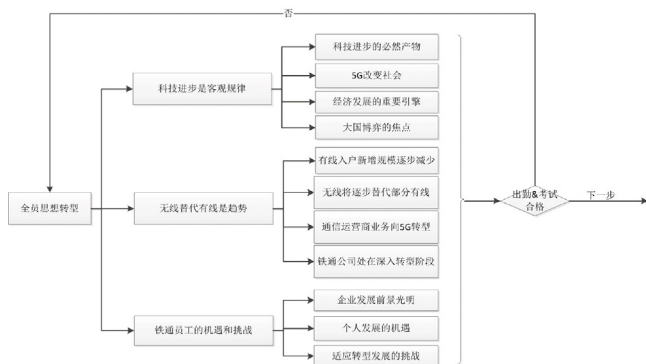 否
科技进步的必然产物
5G改变社会
科技进步是客观规律
经济发展的重要引擎
大国博弈的焦点
有线入户新增规模逐步减少
无线将逐步替代部分有线
全员思想转型
无线替代有线是趋势
出勤&考试
合格
下一步
通信运营商业务向5G转型
铁通公司处在深入转型阶段
企业发展前景光明
铁通员工的机遇和挑战
个人发展的机遇
适应转型发展的挑战